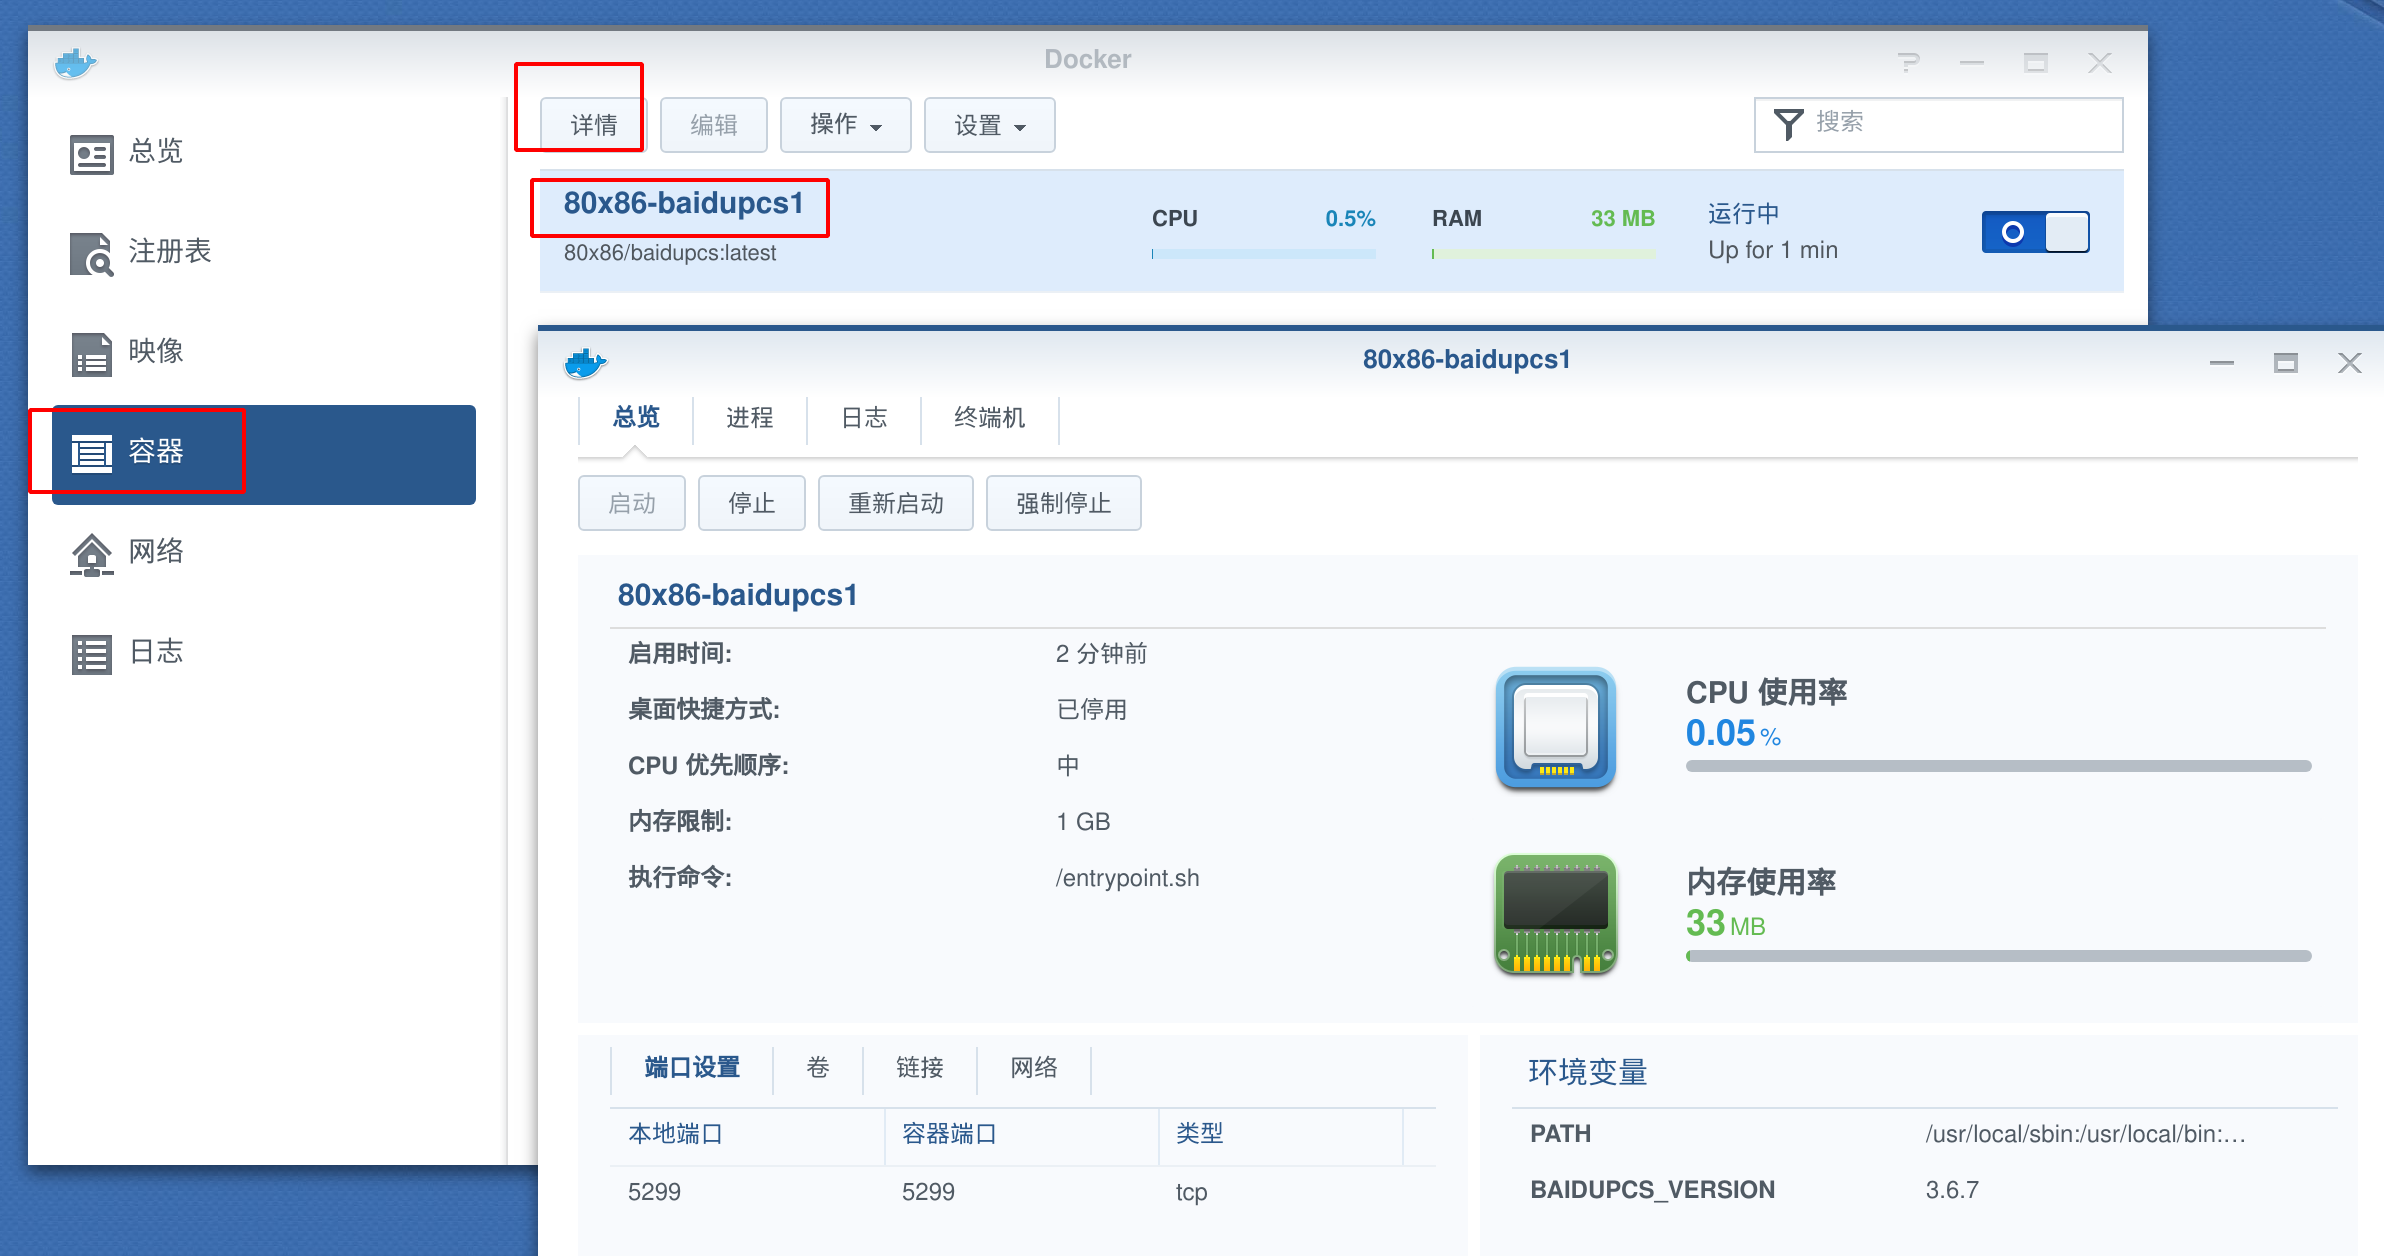 Docker
详情
编辑
操作
设置
搜索
总览
注册表
映像
容器
网络
日志
80x86-baidupcs1
80x86/baidupcs:latest
CPU 0.5%
RAM 33 MB
运行中
Up for 1 min
80x86-baidupcs1
总览 进程 日志 终端机
启动 停止 重新启动 强制停止
80x86-baidupcs1
启用时间: 2 分钟前
桌面快捷方式: 已停用
CPU 优先顺序: 中
内存限制: 1 GB
执行命令: /entrypoint.sh
CPU 使用率
0.05 %
内存使用率
33 MB
端口设置 卷 链接 网络
本地端口 容器端口 类型
5299 5299 tcp
环境变量
PATH /usr/local/sbin:/usr/local/bin:...
BAIDUPCS_VERSION 3.6.7